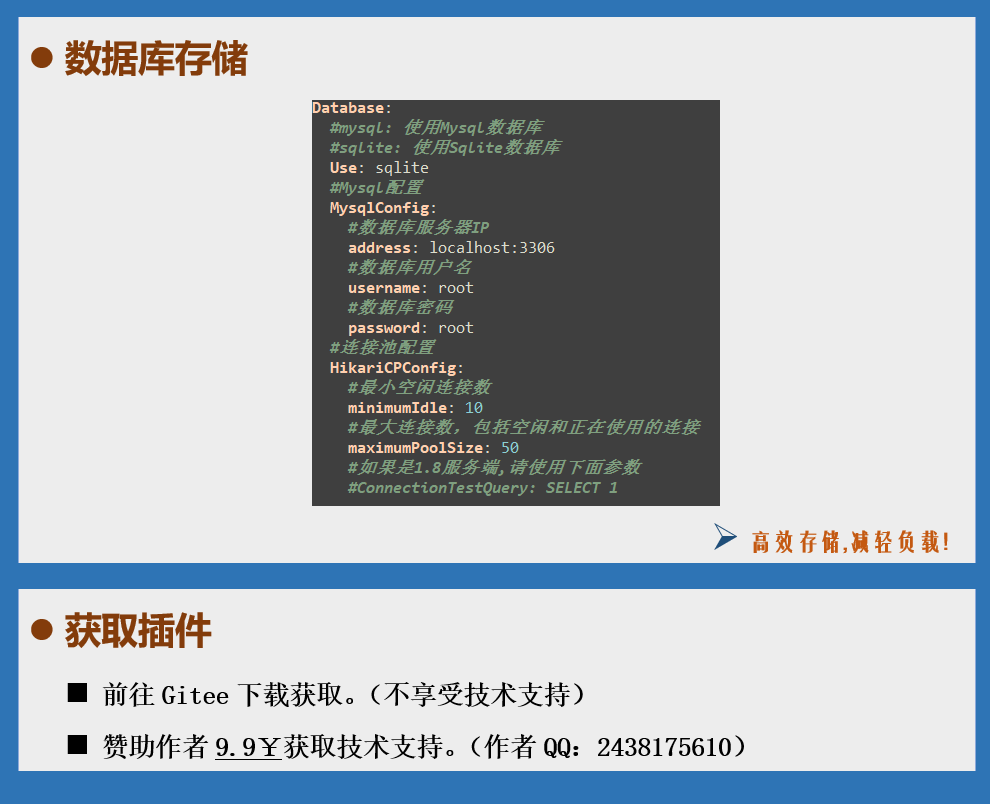 数据库存储
Database:
#mysql: 使用Mysql数据库
#sqlite: 使用Sqlite数据库
Use: sqlite
#Mysql配置
MysqlConfig:
#数据库服务器IP
address: localhost:3306
#数据库用户名
username: root
#数据库密码
password: root
#连接池配置
HikariCPConfig:
#最小空闲连接数
minimumIdle: 10
#最大连接数，包括空闲和正在使用的连接
maximumPoolSize: 50
#如果是1.8服务端,请使用下面参数
#ConnectionTestQuery: SELECT 1
高效存储,减轻负载!
获取插件
前往 Gitee 下载获取。（不享受技术支持）
赞助作者 9.9￥获取技术支持。（作者 QQ：2438175610）